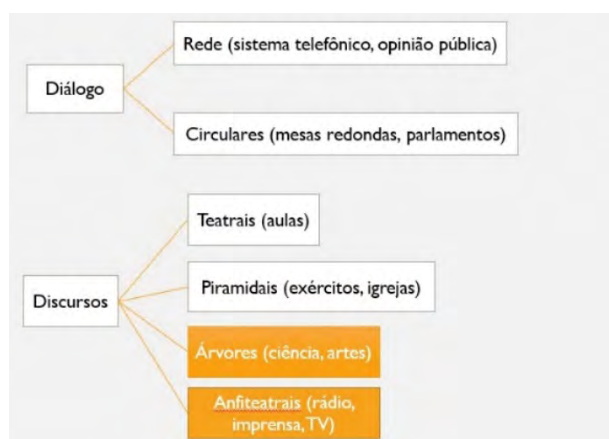 Rede (sistema telefônico, opinião pública)
Diálogo
Circulares (mesas redondas, parlamentos)
Teatrais (aulas)
Piramidais (exércitos, igrejas)
Discursos
Árvores (ciência, artes)
Anfiteatrais (rádio,
imprensa, TV)